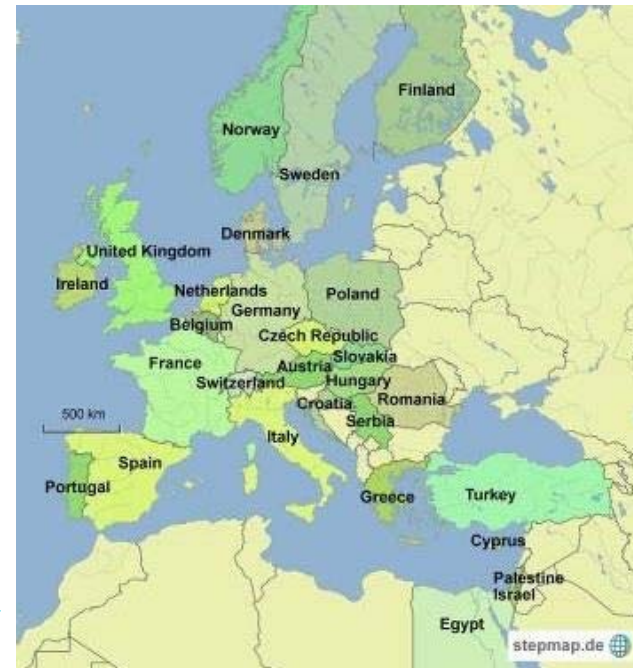 Finland
Norway
Sweden
Denmark
United Kingdom
Ireland
Netherlands
Poland
Germany
Belgium
Czech Republic
Slovakia
France
Austria
Switzerland
Hungary
Croatia
Romania
500 km
Serbia
Italy
Spain
Portugal
Greece
Turkey
Cyprus
Palestine
Israel
Egypt
stepmap.de